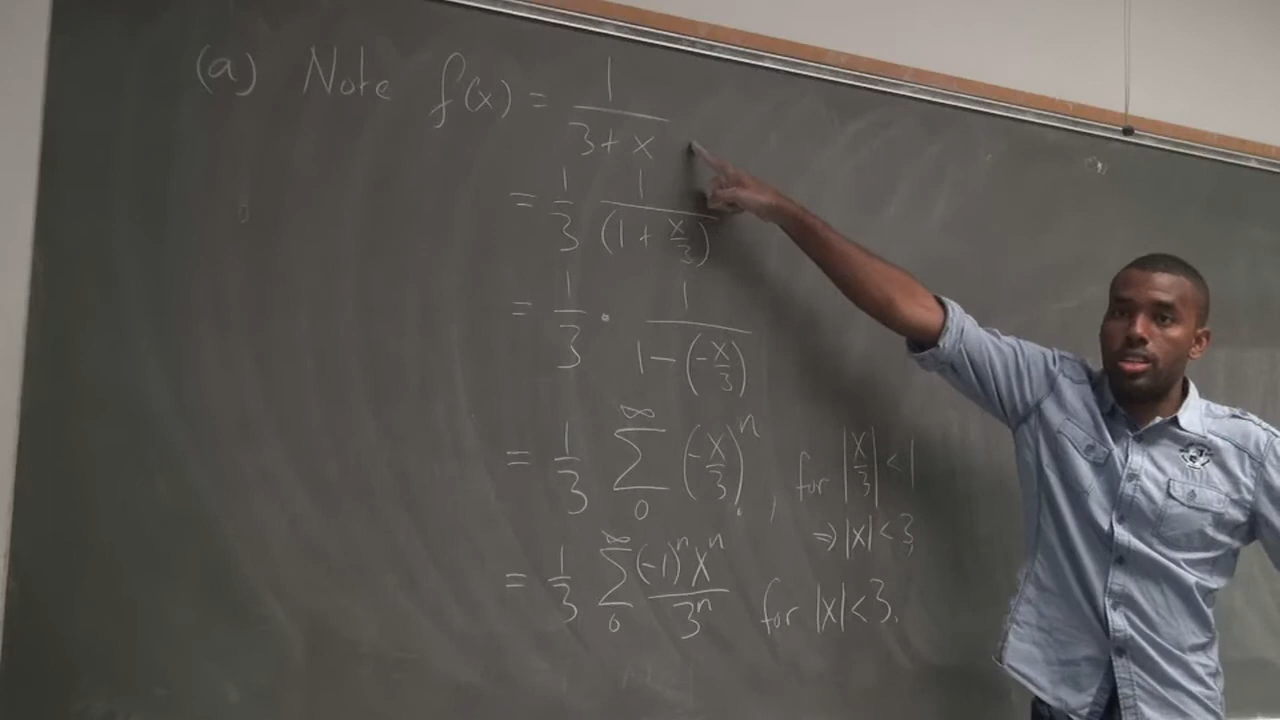 (a) Note f(x) = 1/(3+x)
= 1/3 1/(1+x/3)
= 1/3 · 1/(1-(-x/3))
= 1/3 ∑_0^∞ (-x/3)^n, for |x/3| < 1
⇒ |x| < 3,
= 1/3 ∑_0^∞ (-1)^n x^n/3^n for |x| < 3.